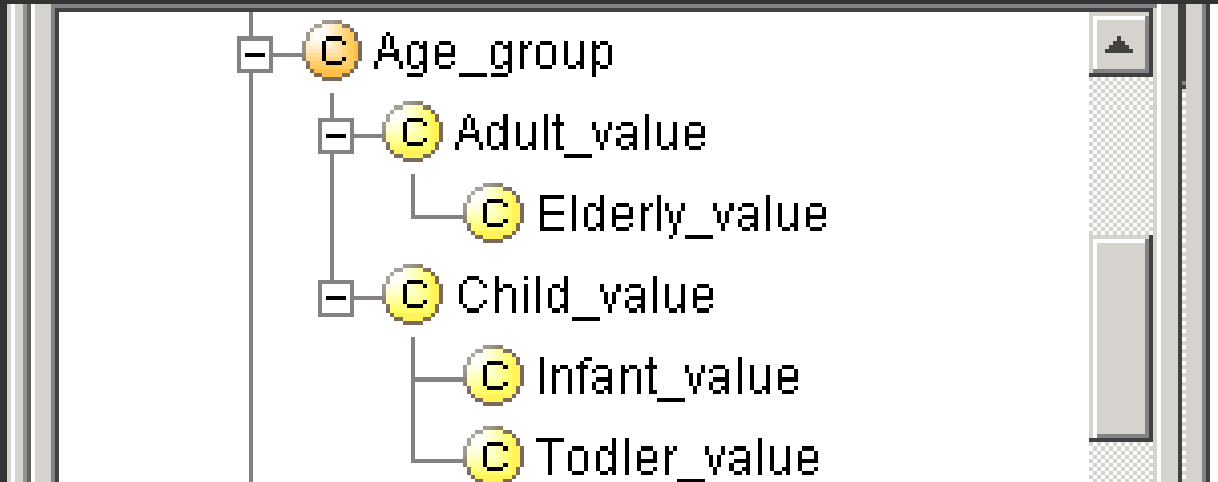 C Age_group
C Adult_value
C Elderly_value
C Child_value
C Infant_value
C Todler_value